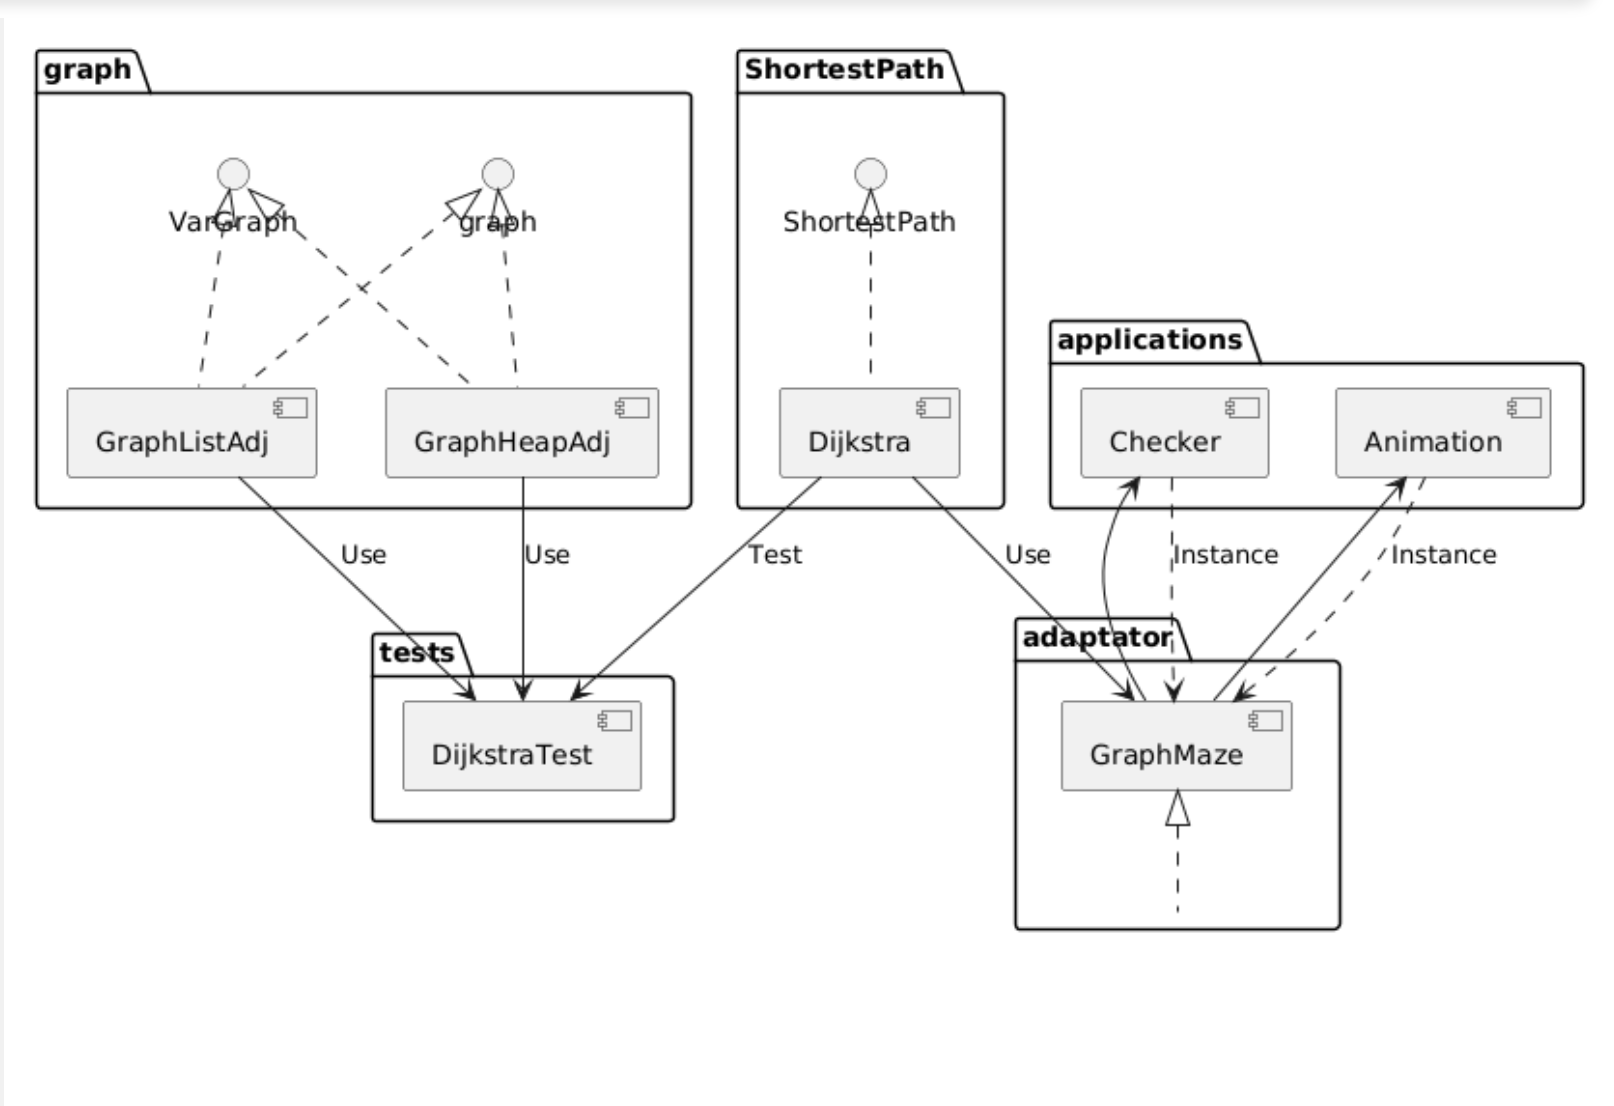 graph
ShortestPath
VarGraph
graph
ShortestPath
applications
GraphListAdj
GraphHeapAdj
Dijkstra
Checker
Animation
Use
Use
Test
Use
Instance
Instance
tests
adaptator
DijkstraTest
GraphMaze